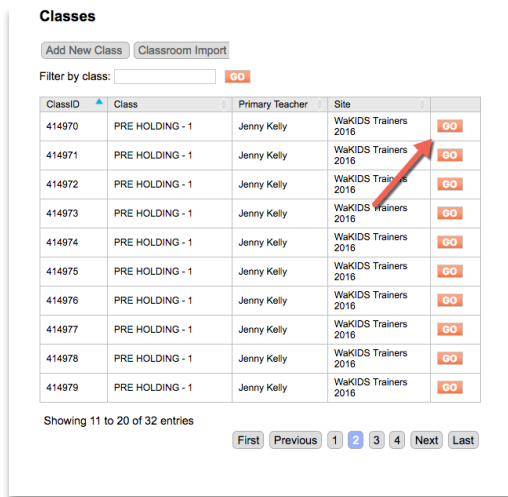 Classes
Add New Class Classroom Import
Filter by class: GO
ClassID Class Primary Teacher Site
414970 PRE HOLDING - 1 Jenny Kelly WaKIDS Trainers 2016 GO
414971 PRE HOLDING - 1 Jenny Kelly WaKIDS Trainers 2016 GO
414972 PRE HOLDING - 1 Jenny Kelly WaKIDS Trainers 2016 GO
414973 PRE HOLDING - 1 Jenny Kelly WaKIDS Trainers 2016 GO
414974 PRE HOLDING - 1 Jenny Kelly WaKIDS Trainers 2016 GO
414975 PRE HOLDING - 1 Jenny Kelly WaKIDS Trainers 2016 GO
414976 PRE HOLDING - 1 Jenny Kelly WaKIDS Trainers 2016 GO
414977 PRE HOLDING - 1 Jenny Kelly WaKIDS Trainers 2016 GO
414978 PRE HOLDING - 1 Jenny Kelly WaKIDS Trainers 2016 GO
414979 PRE HOLDING - 1 Jenny Kelly WaKIDS Trainers 2016 GO
Showing 11 to 20 of 32 entries
First Previous 1 2 3 4 Next Last